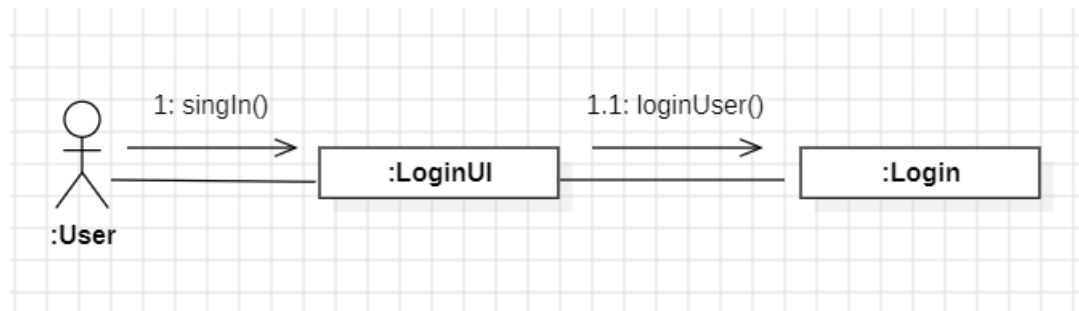 1: singIn()
1.1: loginUser()
:LoginUI
:Login
:User